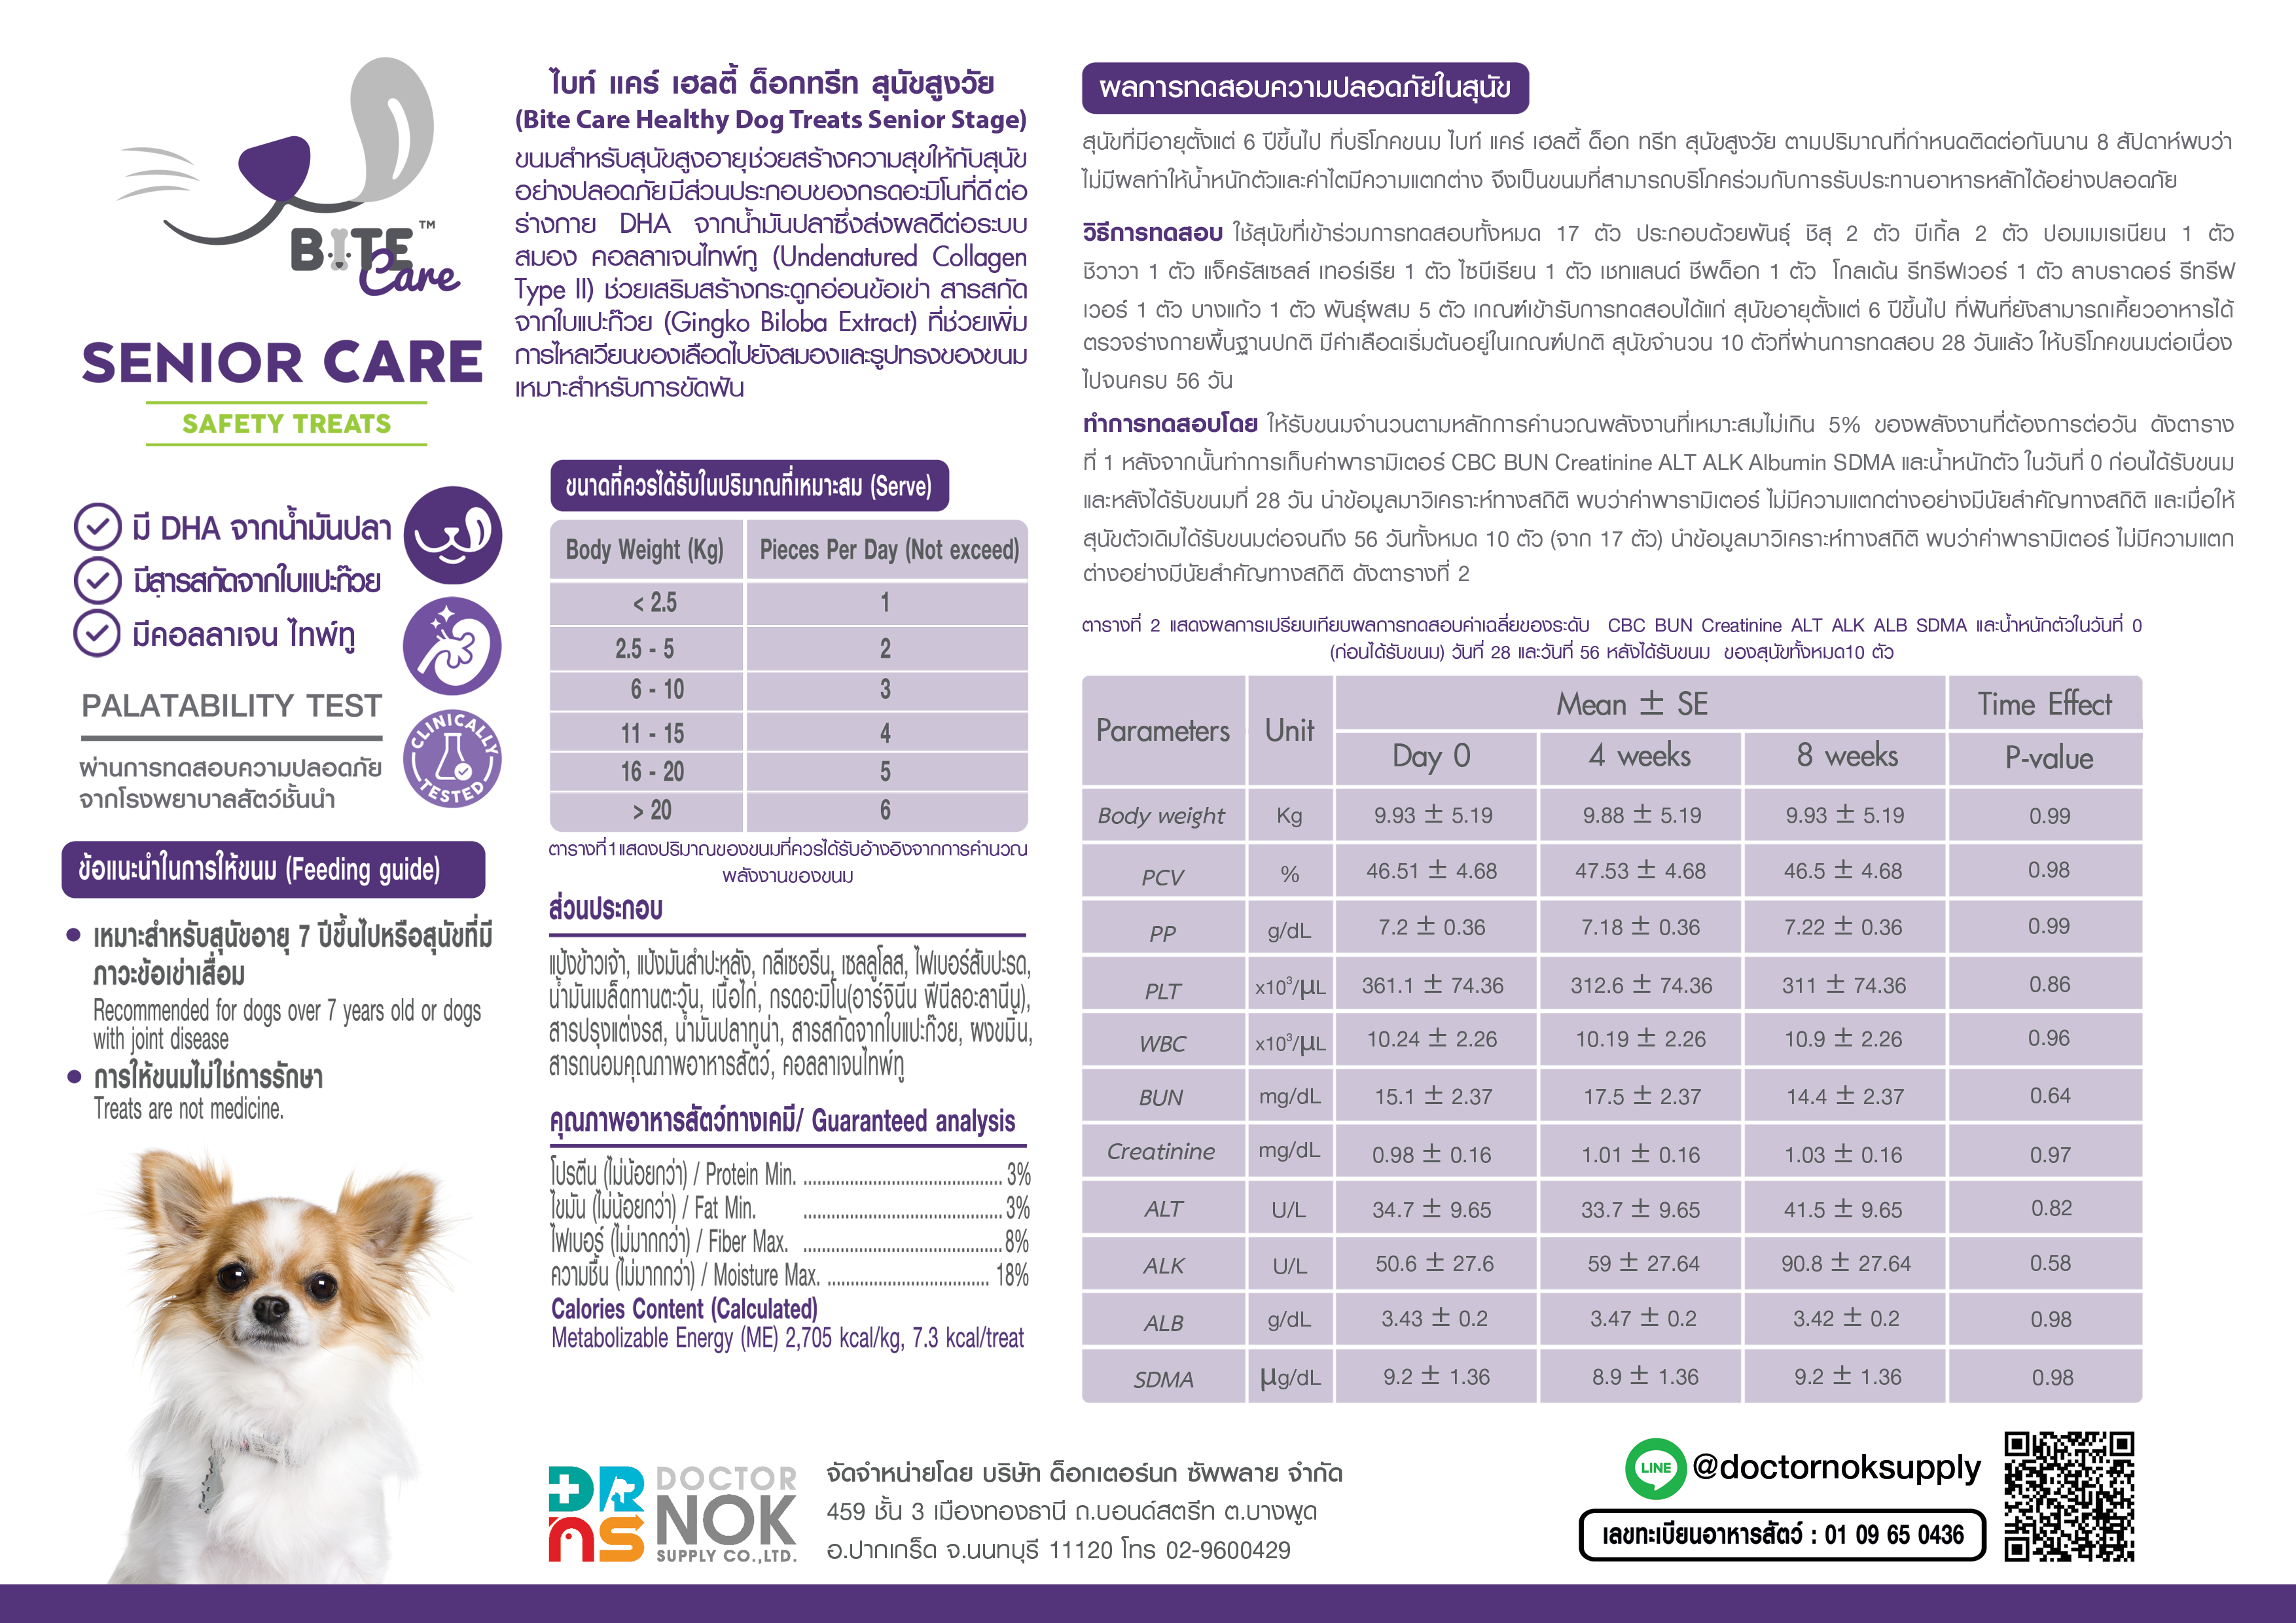 BITE Care™
SENIOR CARE
SAFETY TREATS
มี DHA จากน้ำมันปลา
มีสารสกัดจากใบแปะก๊วย
มีคอลลาเจน ไทพ์ทู
PALATABILITY TEST
ผ่านการทดสอบความปลอดภัย
จากโรงพยาบาลสัตว์ชั้นนำ
CLINICALLY TESTED
ข้อแนะนำในการให้ขนม (Feeding guide)
• เหมาะสำหรับสุนัขอายุ 7 ปีขึ้นไปหรือสุนัขที่มี
ภาวะข้อเข่าเสื่อม
Recommended for dogs over 7 years old or dogs
with joint disease
• การให้ขนมไม่ใช่การรักษา
Treats are not medicine.
ไบท์ แคร์ เฮลตี้ ด็อกทรีท สุนัขสูงวัย
(Bite Care Healthy Dog Treats Senior Stage)
ขนมสำหรับสุนัขสูงอายุช่วยสร้างความสุขให้กับสุนัข
อย่างปลอดภัยมีส่วนประกอบของกรดอะมิโนที่ดีต่อ
ร่างกาย DHA จากน้ำมันปลาซึ่งส่งผลดีต่อระบบ
สมอง คอลลาเจนไทพ์ทู (Undenatured Collagen
Type II) ช่วยเสริมสร้างกระดูกอ่อนข้อเข่า สารสกัด
จากใบแปะก๊วย (Gingko Biloba Extract) ที่ช่วยเพิ่ม
การไหลเวียนของเลือดไปยังสมองและรูปทรงของขนม
เหมาะสำหรับการขัดฟัน
ขนาดที่ควรได้รับในปริมาณที่เหมาะสม (Serve)
Body Weight (Kg) Pieces Per Day (Not exceed)
< 2.5 1
2.5 - 5 2
6 - 10 3
11 - 15 4
16 - 20 5
> 20 6
ตารางที่1แสดงปริมาณของขนมที่ควรได้รับอ้างอิงจากการคำนวณ
พลังงานของขนม
ส่วนประกอบ
แป้งข้าวเจ้า, แป้งมันสำปะหลัง, กลีเซอรีน, เซลลูโลส, ไฟเบอร์สับปะรด,
น้ำมันเมล็ดทานตะวัน, เนื้อไก่, กรดอะมิโน(อาร์จินีน ฟีนีลอะลานีน),
สารปรุงแต่งรส, น้ำมันปลาทูน่า, สารสกัดจากใบแปะก๊วย, ผงขมิ้น,
สารถนอมคุณภาพอาหารสัตว์, คอลลาเจนไทพ์ทู
คุณภาพอาหารสัตว์ทางเคมี/ Guaranteed analysis
โปรตีน (ไม่น้อยกว่า) / Protein Min. ........................................ 3%
ไขมัน (ไม่น้อยกว่า) / Fat Min. ........................................ 3%
ไฟเบอร์ (ไม่มากกว่า) / Fiber Max. ........................................ 8%
ความชื้น (ไม่มากกว่า) / Moisture Max. ................................. 18%
Calories Content (Calculated)
Metabolizable Energy (ME) 2,705 kcal/kg, 7.3 kcal/treat
ผลการทดสอบความปลอดภัยในสุนัข
สุนัขที่มีอายุตั้งแต่ 6 ปีขึ้นไป ที่บริโภคขนม ไบท์ แคร์ เฮลตี้ ด็อก ทรีท สุนัขสูงวัย ตามปริมาณที่กำหนดติดต่อกันนาน 8 สัปดาห์พบว่า
ไม่มีผลทำให้น้ำหนักตัวและค่าไตมีความแตกต่าง จึงเป็นขนมที่สามารถบริโภคร่วมกับการรับประทานอาหารหลักได้อย่างปลอดภัย
วิธีการทดสอบ ใช้สุนัขที่เข้าร่วมการทดสอบทั้งหมด 17 ตัว ประกอบด้วยพันธุ์ ชิสุ 2 ตัว บีเกิ้ล 2 ตัว ปอมเมเรเนียน 1 ตัว
ชิวาวา 1 ตัว แจ็ครัสเซลล์ เทอร์เรีย 1 ตัว ไซบีเรียน 1 ตัว เชทแลนด์ ชีพด็อก 1 ตัว โกลเด้น รีทรีฟเวอร์ 1 ตัว ลาบราดอร์ รีทรีฟ
เวอร์ 1 ตัว บางแก้ว 1 ตัว พันธุ์ผสม 5 ตัว เกณฑ์เข้ารับการทดสอบได้แก่ สุนัขอายุตั้งแต่ 6 ปีขึ้นไป ที่ฟันที่ยังสามารถเคี้ยวอาหารได้
ตรวจร่างกายพื้นฐานปกติ มีค่าเลือดเริ่มต้นอยู่ในเกณฑ์ปกติ สุนัขจำนวน 10 ตัวที่ผ่านการทดสอบ 28 วันแล้ว ให้บริโภคขนมต่อเนื่อง
ไปจนครบ 56 วัน
ทำการทดสอบโดย ให้รับขนมจำนวนตามหลักการคำนวณพลังงานที่เหมาะสมไม่เกิน 5% ของพลังงานที่ต้องการต่อวัน ดังตาราง
ที่ 1 หลังจากนั้นทำการเก็บค่าพารามิเตอร์ CBC BUN Creatinine ALT ALK Albumin SDMA และน้ำหนักตัว ในวันที่ 0 ก่อนได้รับขนม
และหลังได้รับขนมที่ 28 วัน นำข้อมูลมาวิเคราะห์ทางสถิติ พบว่าค่าพารามิเตอร์ ไม่มีความแตกต่างอย่างมีนัยสำคัญทางสถิติ และเมื่อให้
สุนัขตัวเดิมได้รับขนมต่อจนถึง 56 วันทั้งหมด 10 ตัว (จาก 17 ตัว) นำข้อมูลมาวิเคราะห์ทางสถิติ พบว่าค่าพารามิเตอร์ ไม่มีความแตก
ต่างอย่างมีนัยสำคัญทางสถิติ ดังตารางที่ 2
ตารางที่ 2 แสดงผลการเปรียบเทียบผลการทดสอบค่าเฉลี่ยของระดับ CBC BUN Creatinine ALT ALK ALB SDMA และน้ำหนักตัวในวันที่ 0
(ก่อนได้รับขนม) วันที่ 28 และวันที่ 56 หลังได้รับขนม ของสุนัขทั้งหมด10 ตัว
Parameters Unit Mean ± SE Time Effect
Day 0 4 weeks 8 weeks P-value
Body weight Kg 9.93 ± 5.19 9.88 ± 5.19 9.93 ± 5.19 0.99
PCV % 46.51 ± 4.68 47.53 ± 4.68 46.5 ± 4.68 0.98
PP g/dL 7.2 ± 0.36 7.18 ± 0.36 7.22 ± 0.36 0.99
PLT x10³/µL 361.1 ± 74.36 312.6 ± 74.36 311 ± 74.36 0.86
WBC x10³/µL 10.24 ± 2.26 10.19 ± 2.26 10.9 ± 2.26 0.96
BUN mg/dL 15.1 ± 2.37 17.5 ± 2.37 14.4 ± 2.37 0.64
Creatinine mg/dL 0.98 ± 0.16 1.01 ± 0.16 1.03 ± 0.16 0.97
ALT U/L 34.7 ± 9.65 33.7 ± 9.65 41.5 ± 9.65 0.82
ALK U/L 50.6 ± 27.6 59 ± 27.64 90.8 ± 27.64 0.58
ALB g/dL 3.43 ± 0.2 3.47 ± 0.2 3.42 ± 0.2 0.98
SDMA µg/dL 9.2 ± 1.36 8.9 ± 1.36 9.2 ± 1.36 0.98
DOCTOR
NOK
SUPPLY CO.,LTD.
จัดจำหน่ายโดย บริษัท ด็อกเตอร์นก ซัพพลาย จำกัด
459 ชั้น 3 เมืองทองธานี ถ.บอนด์สตรีท ต.บางพูด
อ.ปากเกร็ด จ.นนทบุรี 11120 โทร 02-9600429
LINE @doctornoksupply
เลขทะเบียนอาหารสัตว์ : 01 09 65 0436